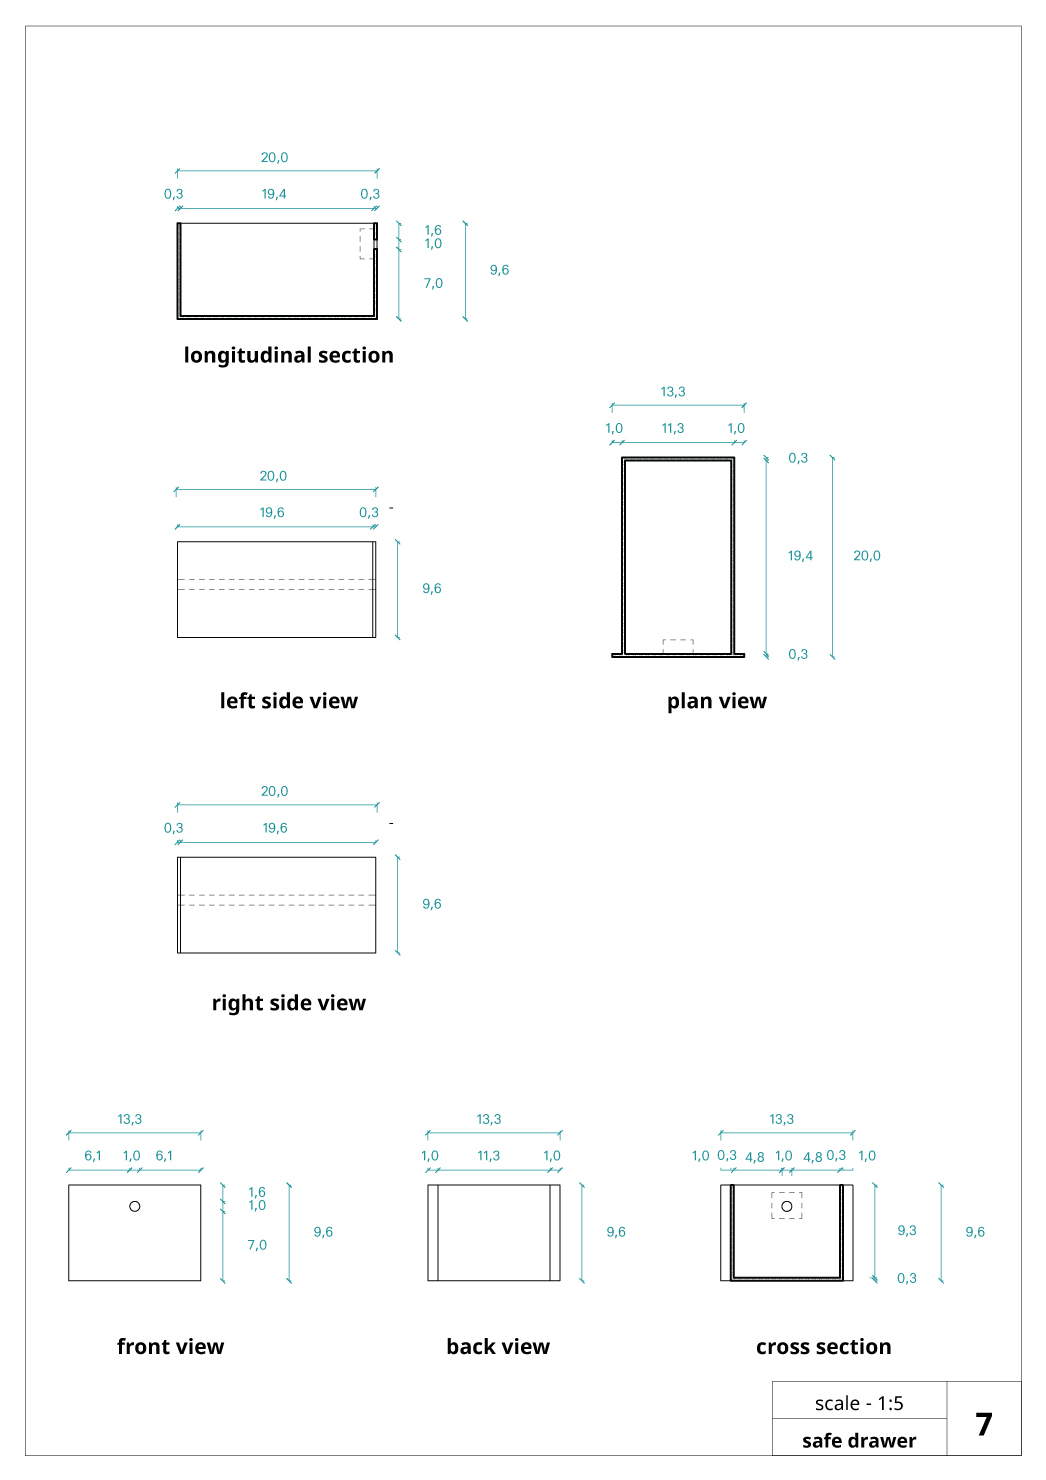 20,0
0,3 19,4 0,3
1,6
1,0
7,0
9,6
longitudinal section
13,3
1,0 11,3 1,0
0,3
19,4 20,0
0,3
plan view
20,0
19,6 0,3 -
9,6
left side view
20,0
0,3 19,6 -
9,6
right side view
13,3
6,1 1,0 6,1
1,6
1,0
7,0
9,6
front view
13,3
1,0 11,3 1,0
9,6
back view
13,3
1,0 0,3 4,8 1,0 4,8 0,3 1,0
9,3
9,6
0,3
cross section
scale - 1:5
safe drawer
7